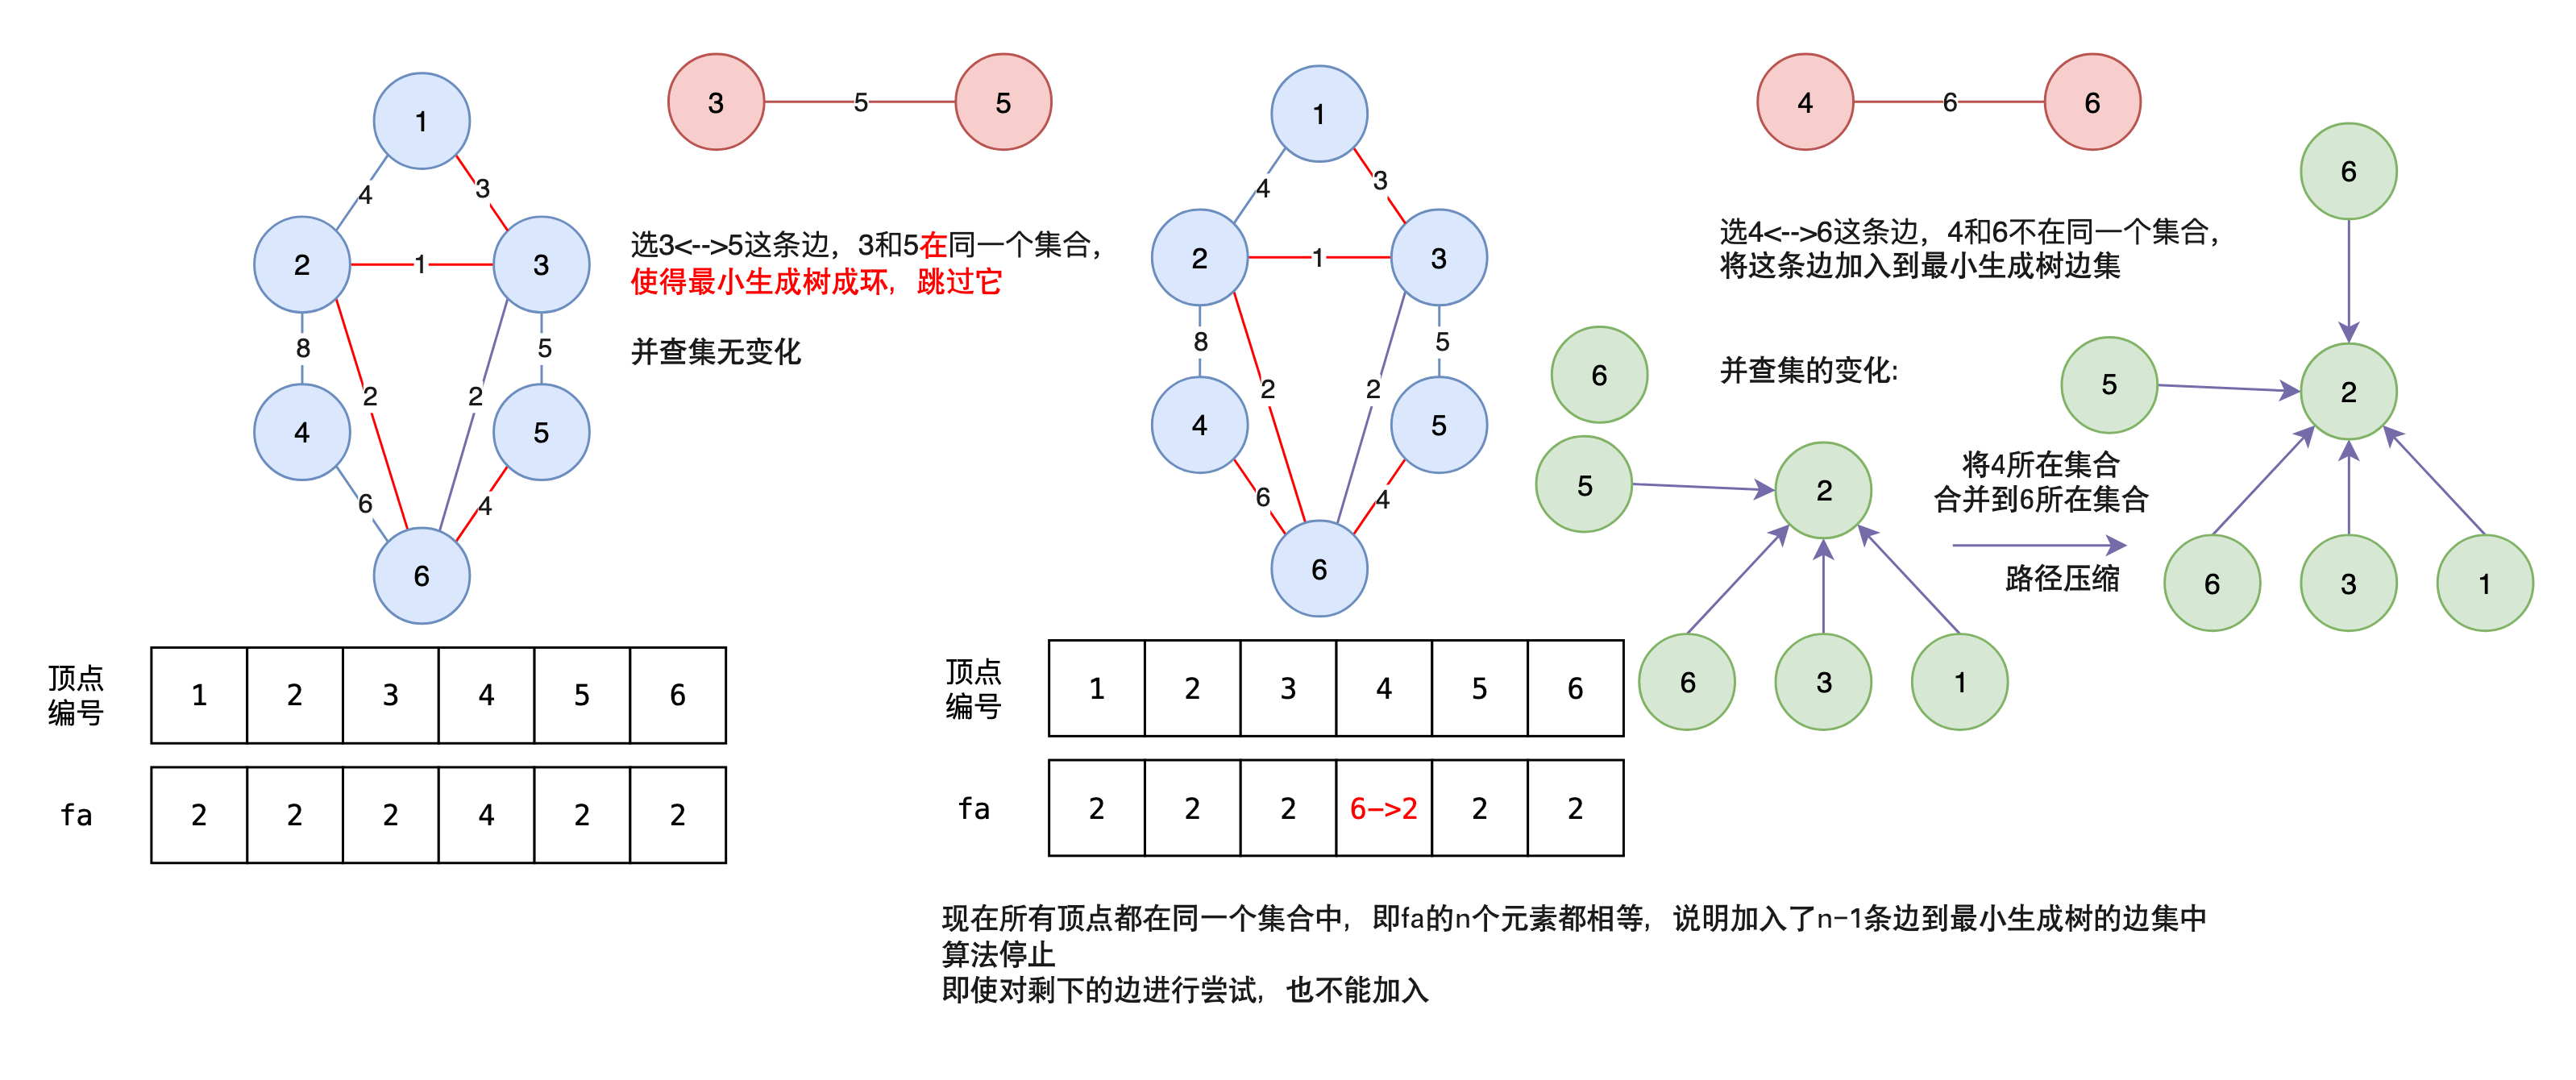 1
4
3
2
1
3
8
2
2
5
4
5
6
4
6
3
5
5
选3<-->5这条边，3和5在同一个集合，
使得最小生成树成环，跳过它
并查集无变化
顶点
编号
1 2 3 4 5 6
fa
2 2 2 4 2 2
1
4
3
2
1
3
8
2
2
5
4
5
6
4
6
4
6
6
选4<-->6这条边，4和6不在同一个集合，
将这条边加入到最小生成树边集
并查集的变化:
6
5
2
6
3
1
将4所在集合
合并到6所在集合
路径压缩
6
5
2
6
3
1
顶点
编号
1 2 3 4 5 6
fa
2 2 2 6->2 2 2
现在所有顶点都在同一个集合中，即fa的n个元素都相等，说明加入了n-1条边到最小生成树的边集中
算法停止
即使对剩下的边进行尝试，也不能加入